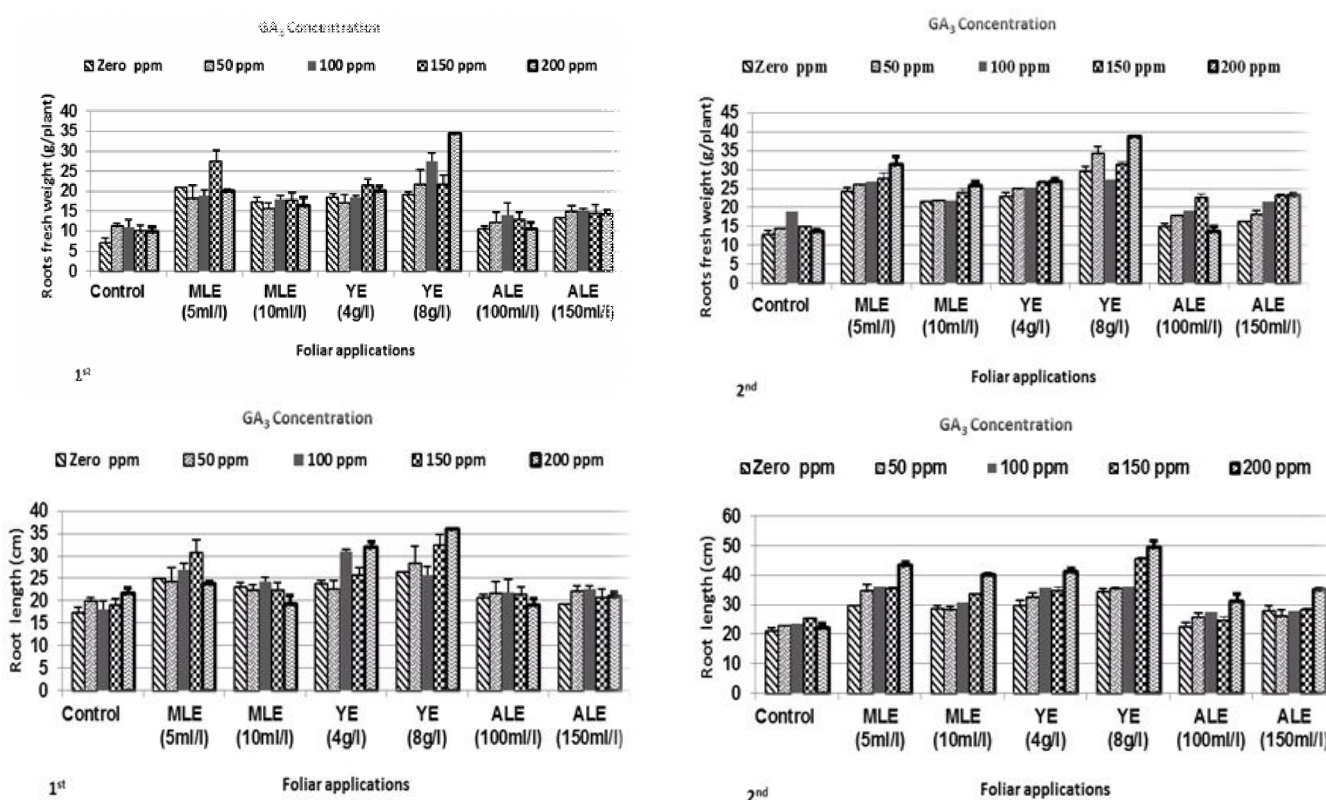 GA₃ Concentration
Zero ppm 50 ppm 100 ppm 150 ppm 200 ppm
Roots fresh weight (g/plant)
40
35
30
25
20
15
10
5
0
Control MLE MLE YE YE ALE ALE
(5ml/l) (10ml/l) (4g/l) (8g/l) (100ml/l) (150ml/l)
Foliar applications
1st
GA₃ Concentration
Zero ppm 50 ppm 100 ppm 150 ppm 200 ppm
Roots fresh weight (g/plant)
45
40
35
30
25
20
15
10
5
0
Control MLE MLE YE YE ALE ALE
(5ml/l) (10ml/l) (4g/l) (8g/l) (100ml/l) (150ml/l)
Foliar applications
2nd
GA₃ Concentration
Zero ppm 50 ppm 100 ppm 150 ppm 200 ppm
Root length (cm)
40
35
30
25
20
15
10
5
0
Control MLE MLE YE YE ALE ALE
(5ml/l) (10ml/l) (4g/l) (8g/l) (100ml/l) (150ml/l)
Foliar applications
1st
GA₃ Concentration
Zero ppm 50 ppm 100 ppm 150 ppm 200 ppm
Root length (cm)
60
50
40
30
20
10
0
Control MLE MLE YE YE ALE ALE
(5ml/l) (10ml/l) (4g/l) (8g/l) (100ml/l) (150ml/l)
Foliar applications
2nd